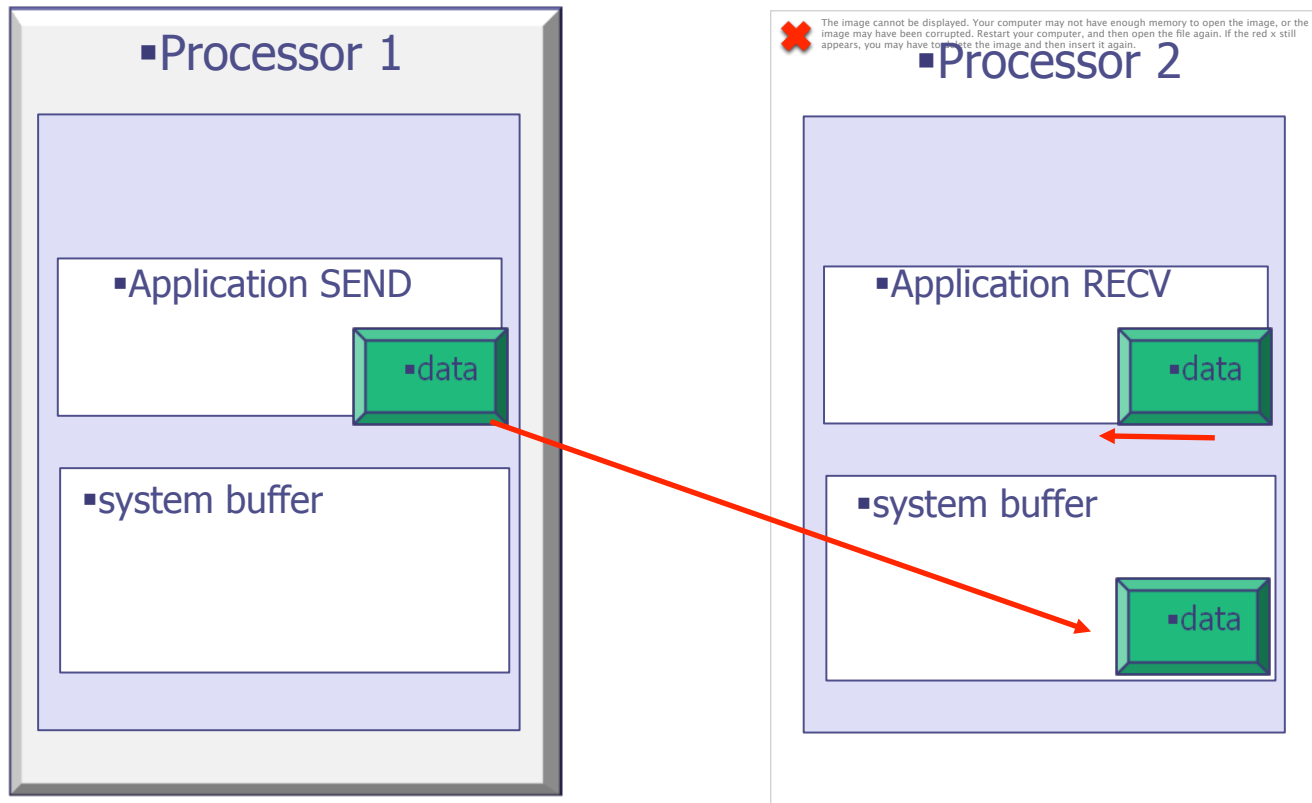 ▪Processor 1
▪Application SEND
▪data
▪system buffer
The image cannot be displayed. Your computer may not have enough memory to open the image, or the
image may have been corrupted. Restart your computer, and then open the file again. If the red x still
appears, you may have to delete the image and then insert it again.
▪Processor 2
▪Application RECV
▪data
▪system buffer
▪data